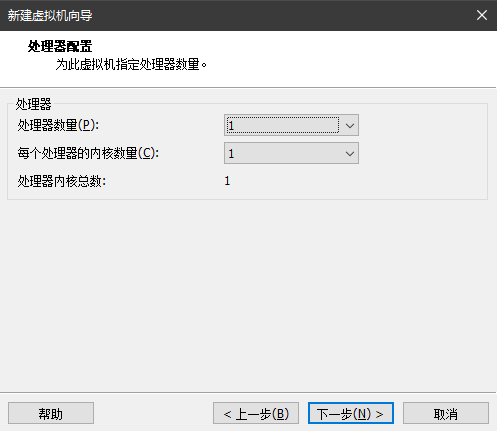 新建虚拟机向导
处理器配置
为此虚拟机指定处理器数量。
处理器
处理器数量(P): 1
每个处理器的内核数量(C): 1
处理器内核总数: 1
帮助 < 上一步(B) 下一步(N) > 取消